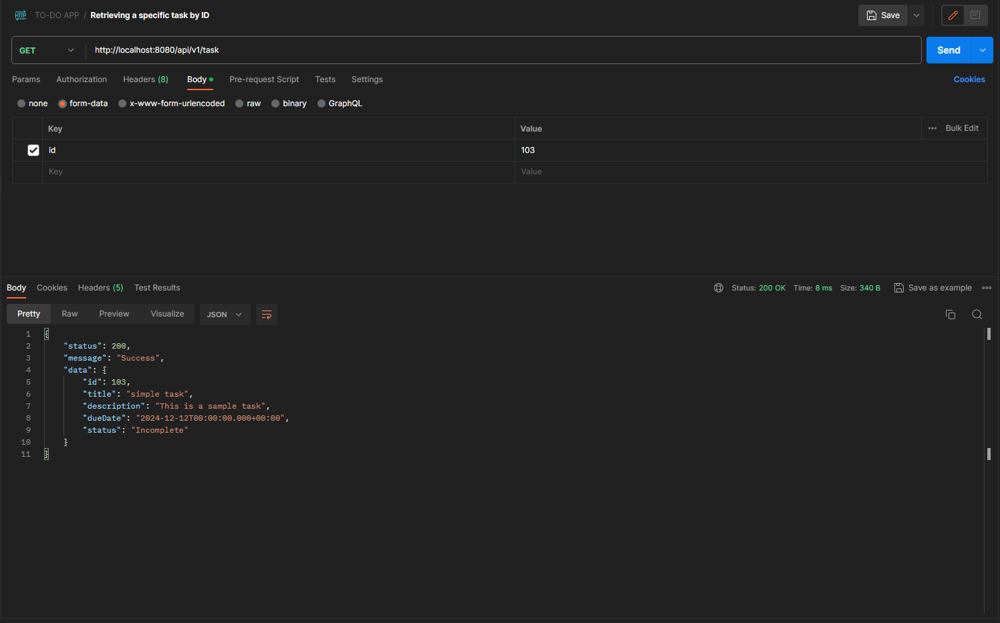 HTTP TO-DO APP / Retrieving a specific task by ID Save
GET http://localhost:8080/api/v1/task Send
Params Authorization Headers (8) Body Pre-request Script Tests Settings Cookies
none form-data x-www-form-urlencoded raw binary GraphQL
Key Value ••• Bulk Edit
id 103
Key Value
Body Cookies Headers (5) Test Results Status: 200 OK Time: 8 ms Size: 340 B Save as example
Pretty Raw Preview Visualize JSON
1 {
2 "status": 200,
3 "message": "Success",
4 "data": {
5 "id": 103,
6 "title": "simple task",
7 "description": "This is a sample task",
8 "dueDate": "2024-12-12T00:00:00.000+00:00",
9 "status": "Incomplete"
10 }
11 }